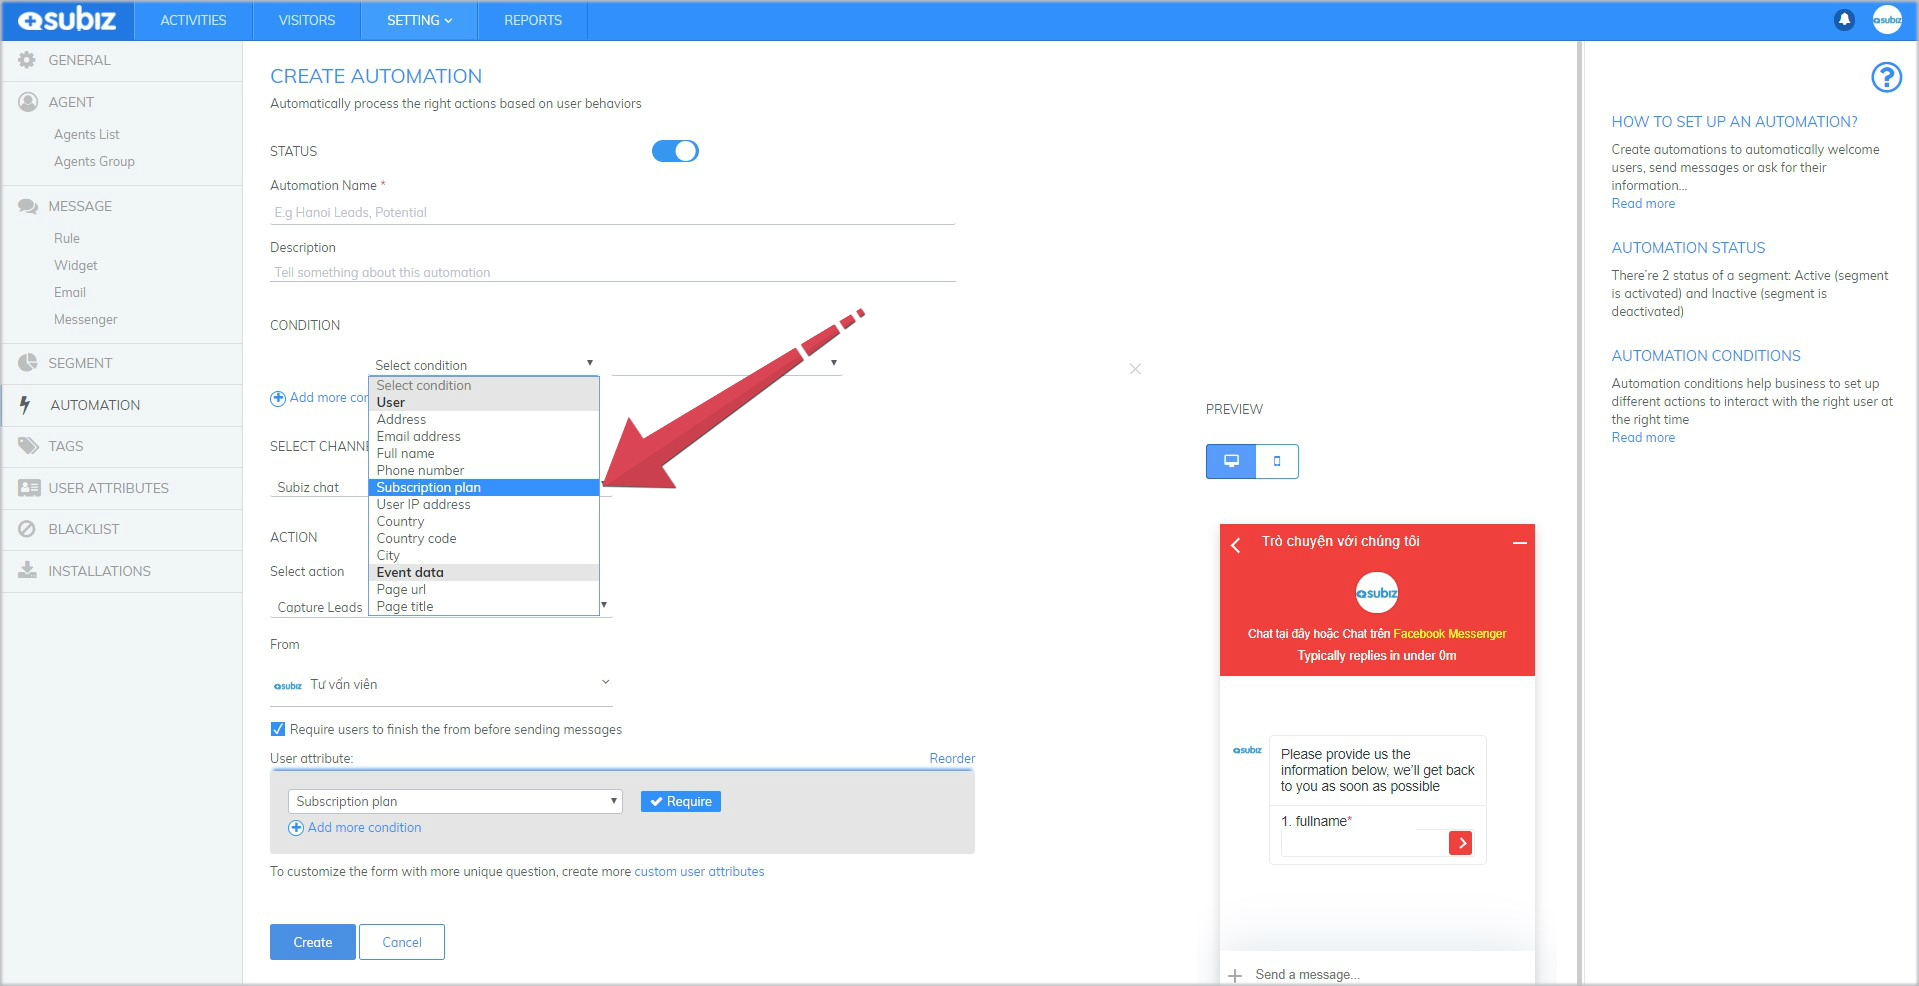 subiz
ACTIVITIES
VISITORS
SETTING
REPORTS
subiz
GENERAL
AGENT
Agents List
Agents Group
MESSAGE
Rule
Widget
Email
Messenger
SEGMENT
AUTOMATION
TAGS
USER ATTRIBUTES
BLACKLIST
INSTALLATIONS
CREATE AUTOMATION
Automatically process the right actions based on user behaviors
STATUS
Automation Name *
E.g Hanoi Leads, Potential
Description
Tell something about this automation
CONDITION
Select condition
Add more con
Select condition
User
Address
Email address
Full name
Phone number
Subscription plan
User IP address
Country
Country code
City
Event data
Page url
Page title
SELECT CHANNE
Subiz chat
ACTION
Select action
Capture Leads
From
subiz Tư vấn viên
Require users to finish the from before sending messages
User attribute:
Reorder
Subscription plan
Require
Add more condition
To customize the form with more unique question, create more custom user attributes
Create
Cancel
PREVIEW
Trò chuyện với chúng tôi
subiz
Chat tại đây hoặc Chat trên Facebook Messenger
Typically replies in under 0m
subiz
Please provide us the
information below, we'll get back
to you as soon as possible
1. fullname*
Send a message...
?
HOW TO SET UP AN AUTOMATION?
Create automations to automatically welcome
users, send messages or ask for their
information...
Read more
AUTOMATION STATUS
There're 2 status of a segment: Active (segment
is activated) and Inactive (segment is
deactivated)
AUTOMATION CONDITIONS
Automation conditions help business to set up
different actions to interact with the right user at
the right time
Read more